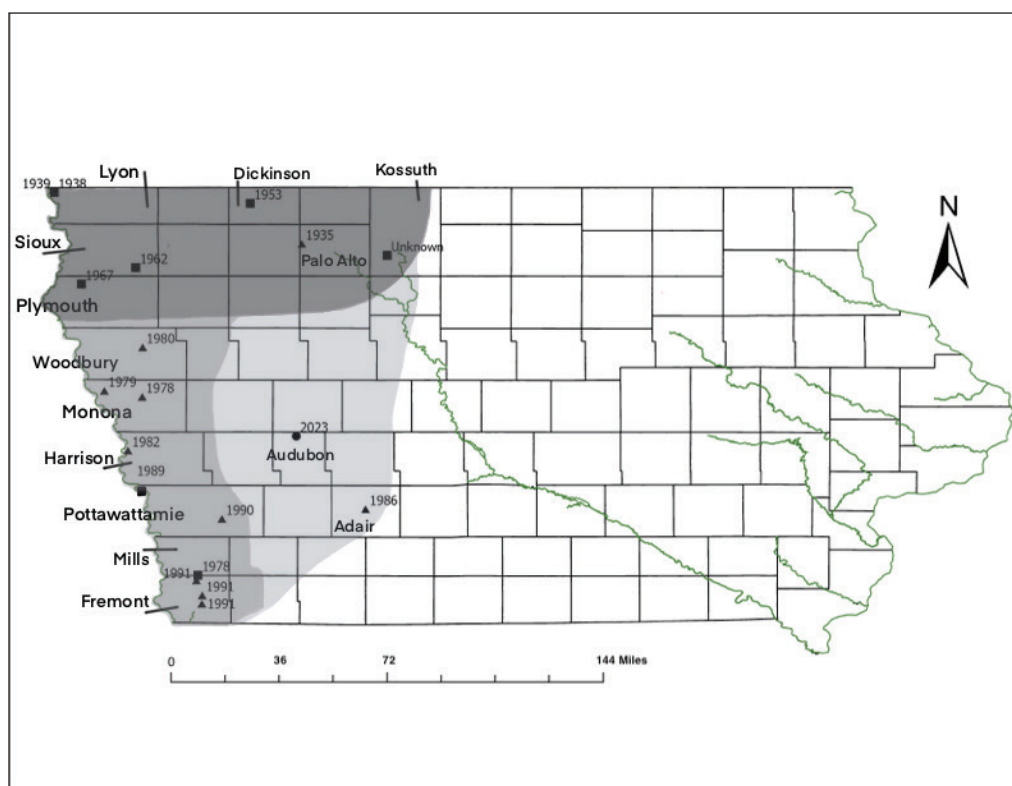 Lyon
Dickinson
Kossuth
1939 1938
1953
N
Sioux
1935
Unknown
Palo Alto
1962
1967
Plymouth
1980
Woodbury
1979
1978
Monona
2023
1982
Audubon
Harrison
1989
1990
1986
Pottawattamie
Adair
Mills
1978
1991
1991
Fremont
1991
0 36 72 144 Miles